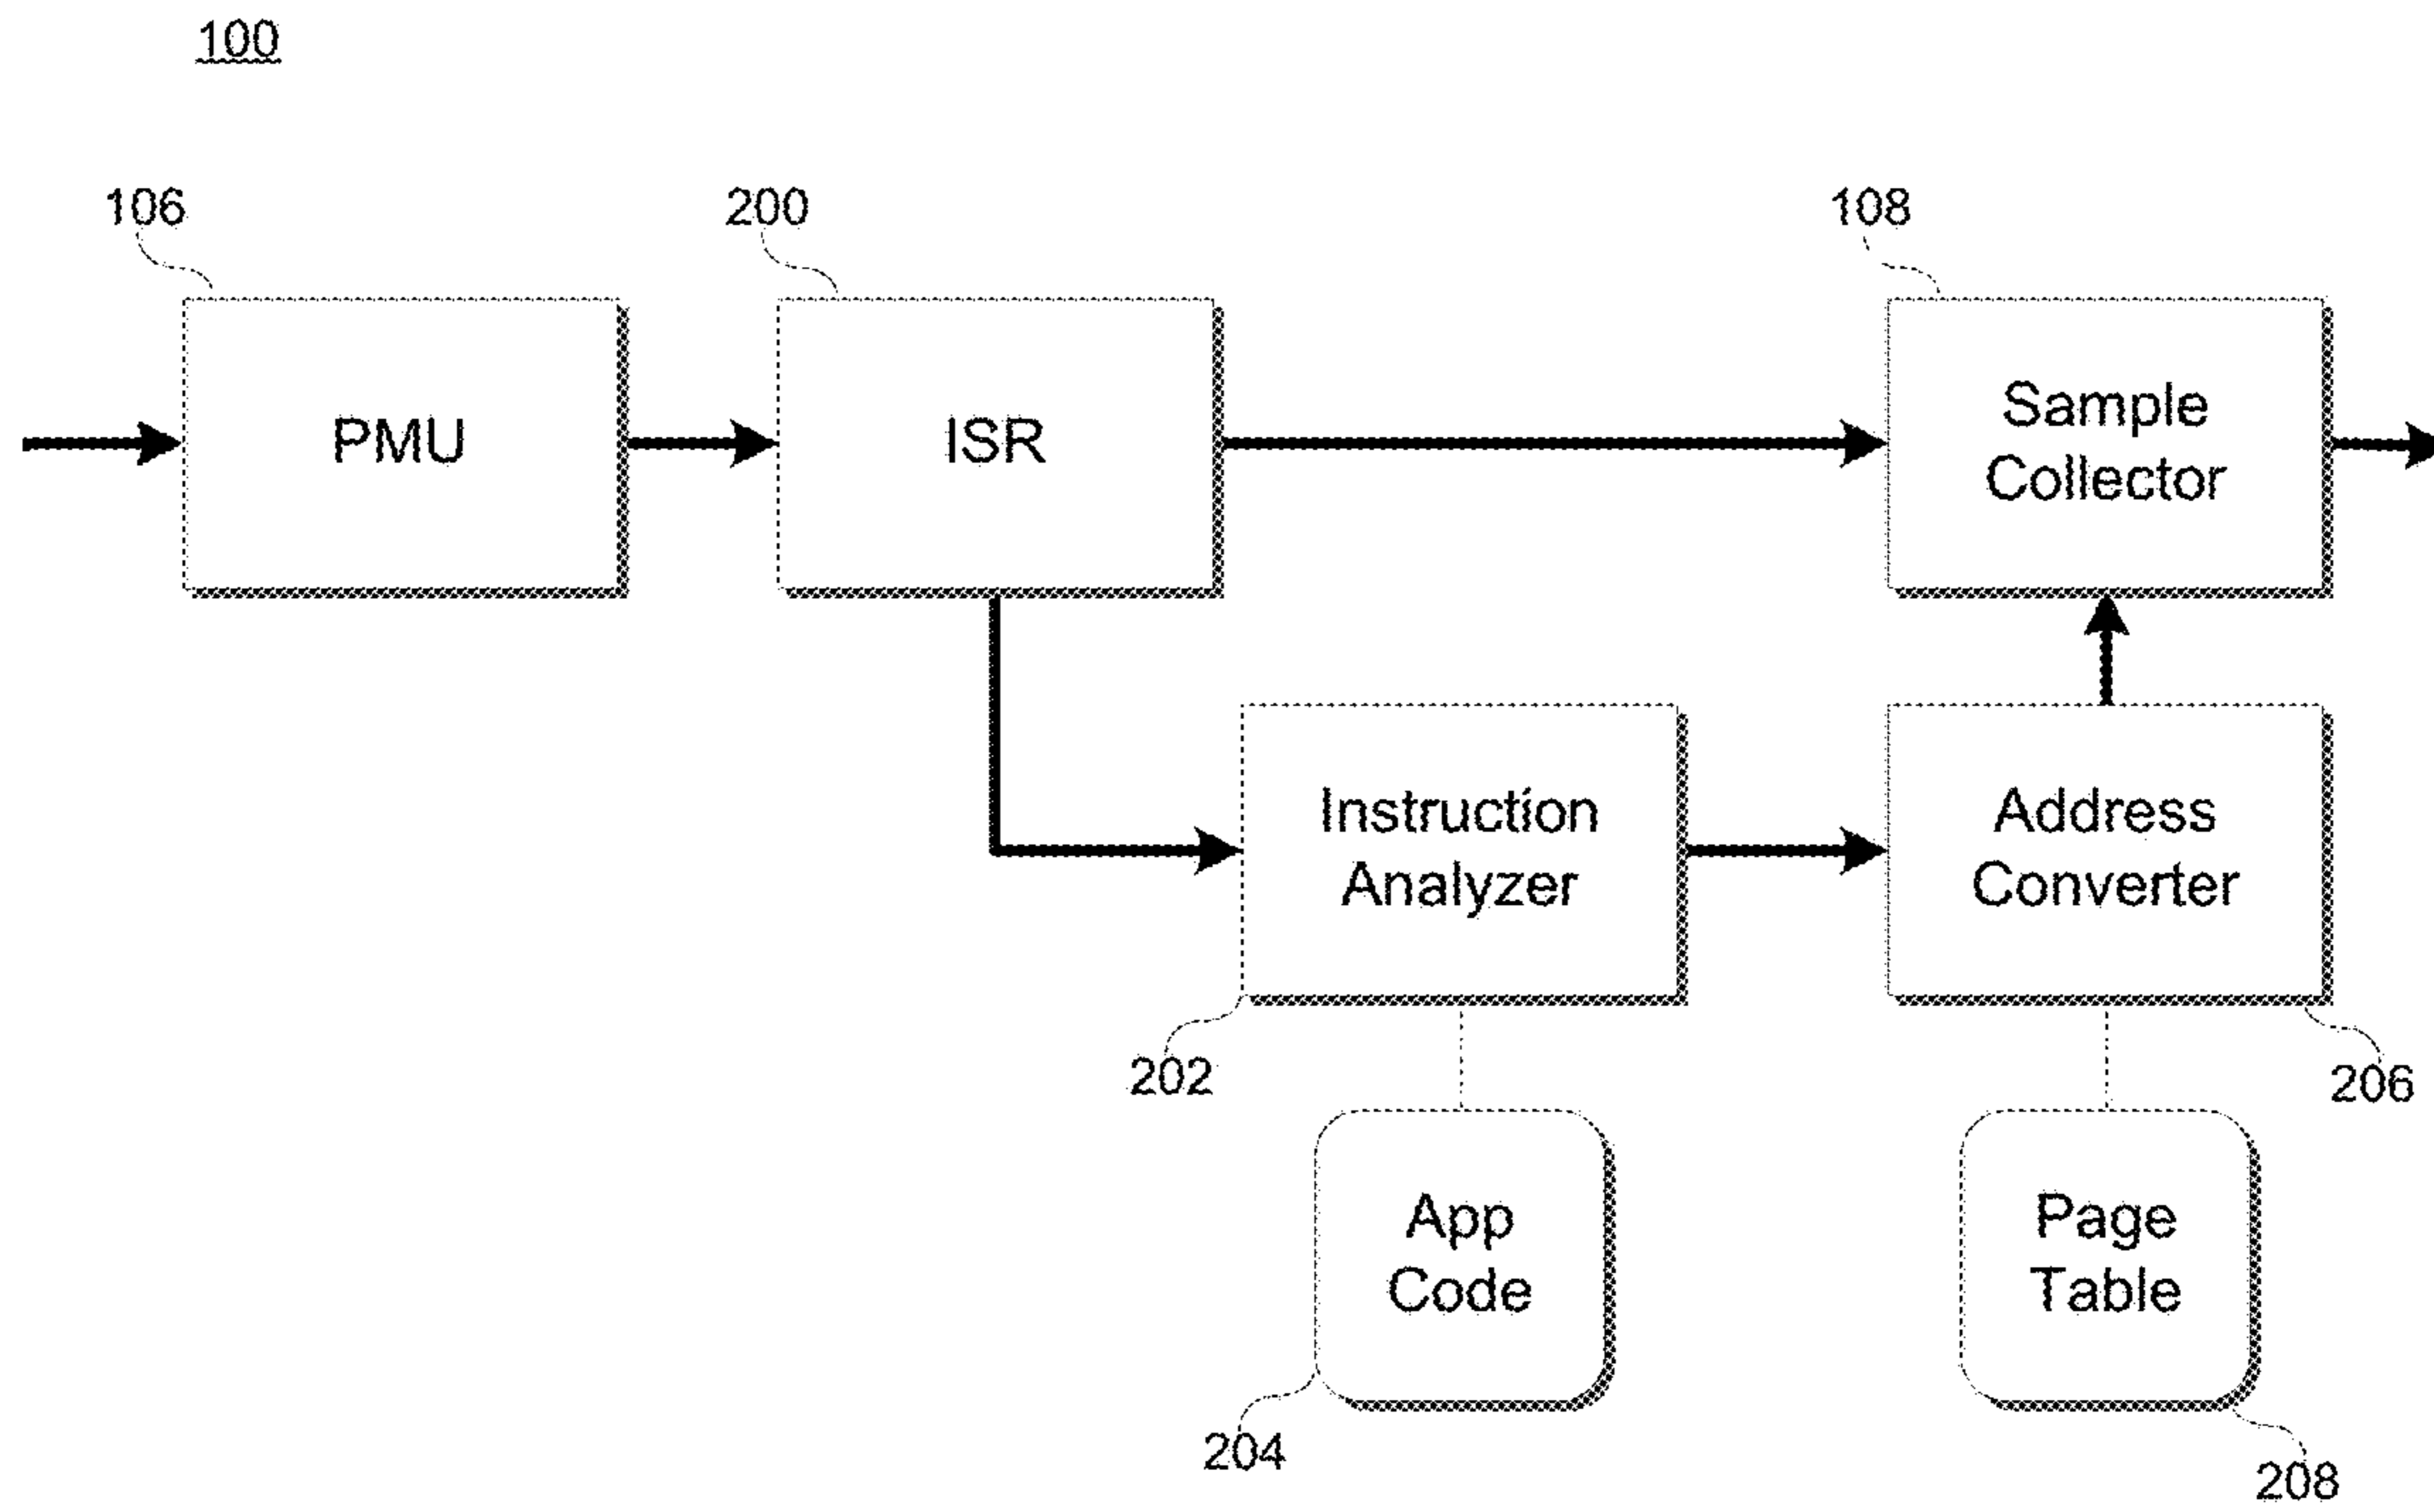 100
106
200
108
PMU
ISR
Sample
Collector
Instruction
Analyzer
Address
Converter
202
206
App
Code
Page
Table
204
208